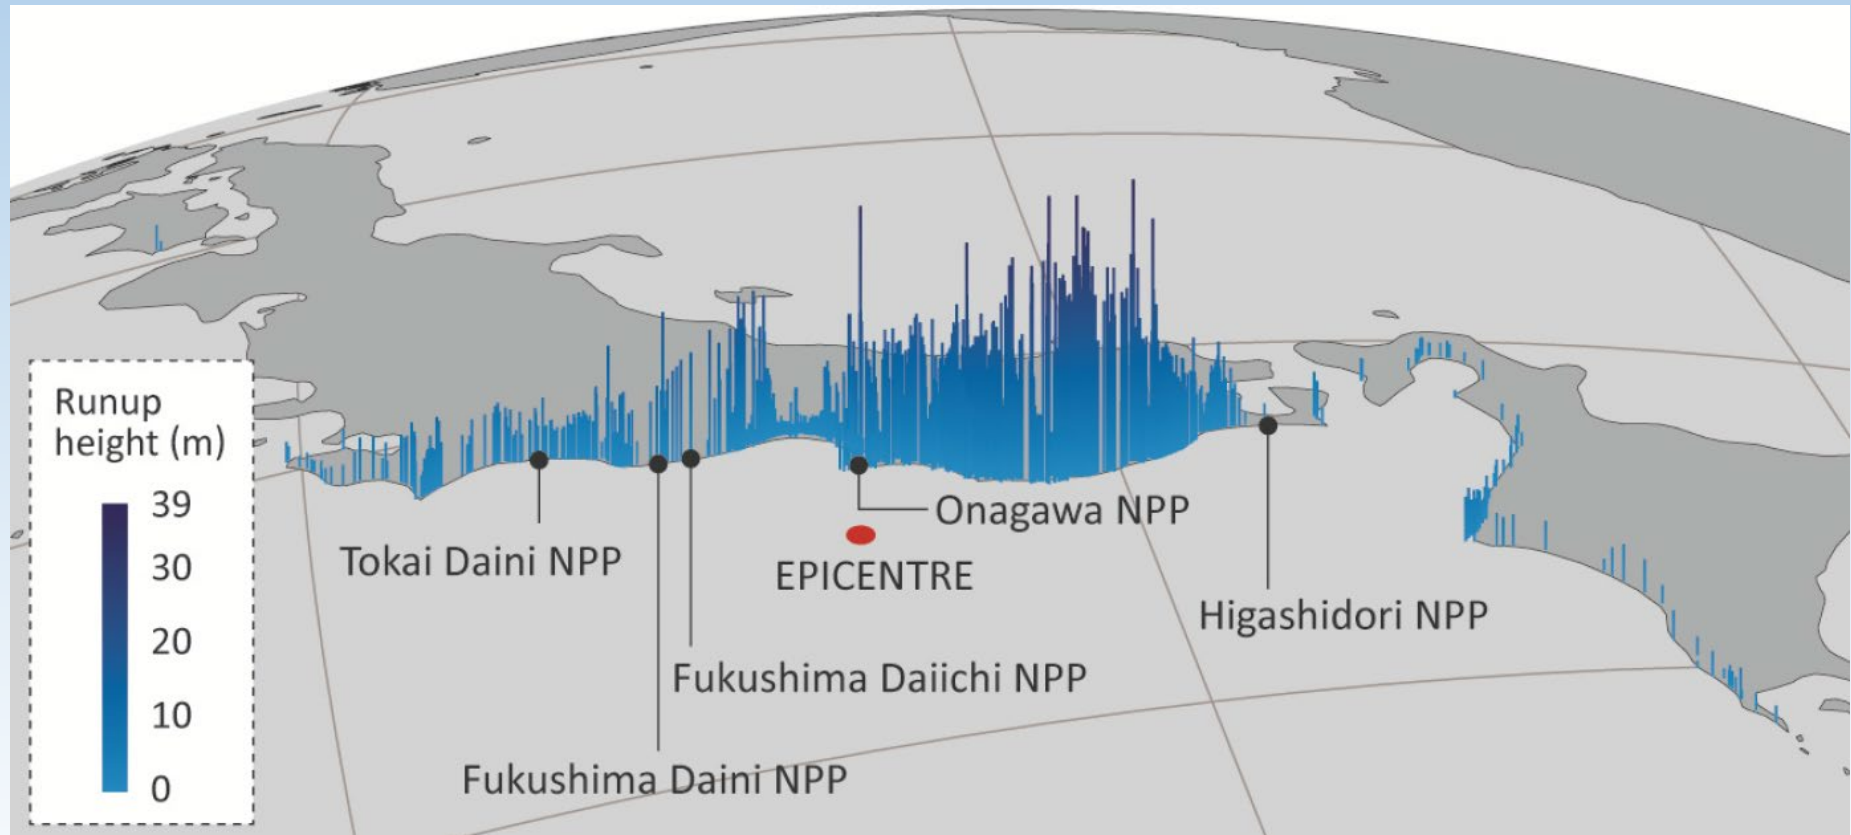 Runup
height (m)
39
30
20
10
0
Tokai Daini NPP
Onagawa NPP
EPICENTRE
Higashidori NPP
Fukushima Daiichi NPP
Fukushima Daini NPP